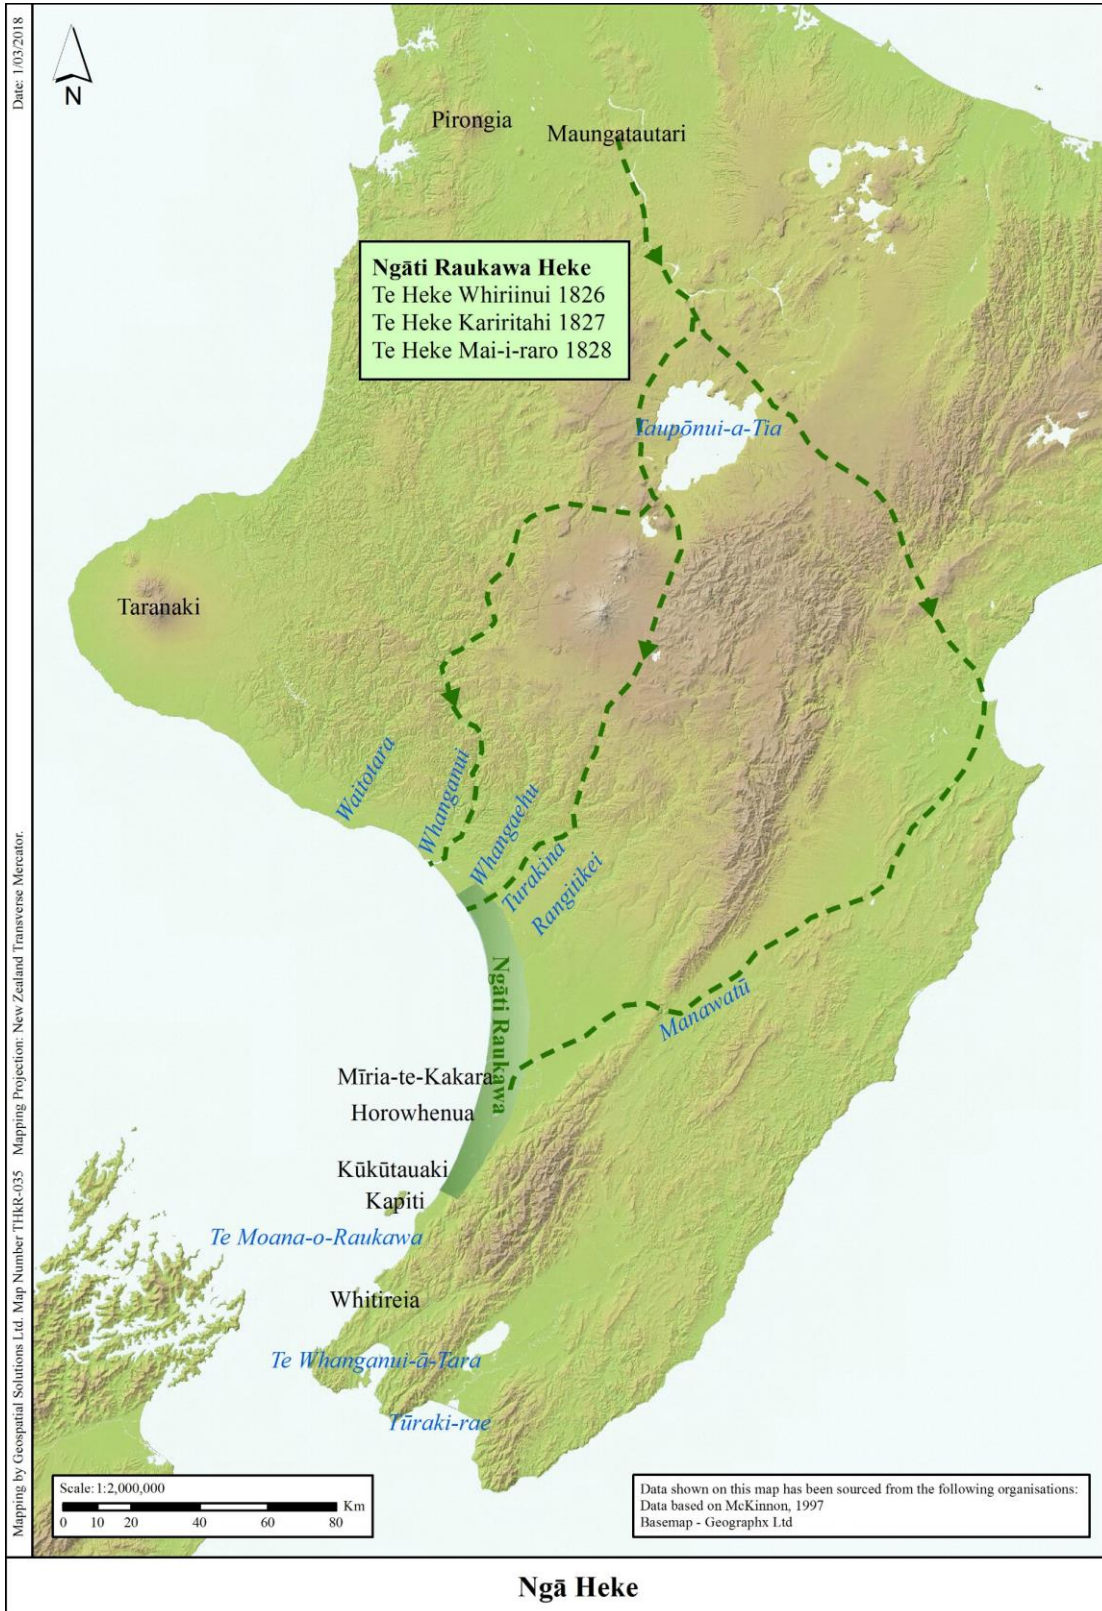 Date: 1/03/2018
N
Pirongia
Maungatautari
Ngāti Raukawa Heke
Te Heke Whiriinui 1826
Te Heke Kariritahi 1827
Te Heke Mai-i-raro 1828
Taupōnui-a-Tia
Taranaki
Waitotara
Whanganui
Whangaehu
Turakina
Rangitikei
Ngāti Raukawa
Manawatū
Mīria-te-Kakara
Horowhenua
Kūkūtauaki
Kapiti
Te Moana-o-Raukawa
Whitireia
Te Whanganui-ā-Tara
Tūraki-rae
Mapping by Geospatial Solutions Ltd. Map Number THkR-035 Mapping Projection: New Zealand Transverse Mercator.
Scale: 1:2,000,000
Km
0 10 20 40 60 80
Data shown on this map has been sourced from the following organisations:
Data based on McKinnon, 1997
Basemap - Geographx Ltd
Ngā Heke